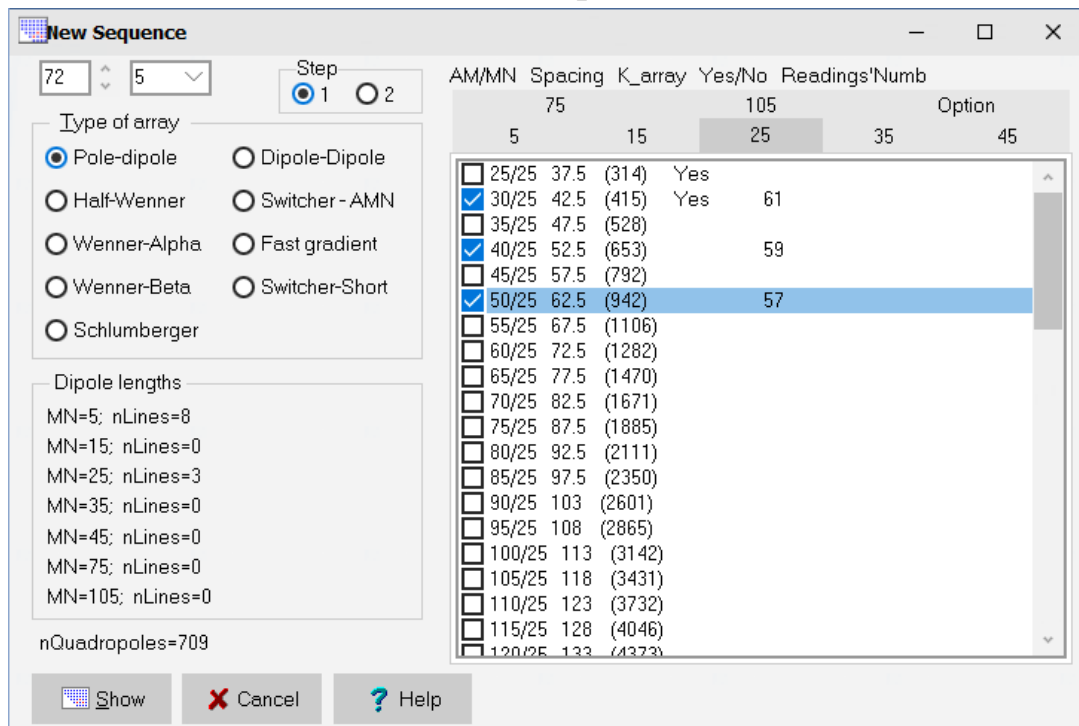 New Sequence
72 5 Step 1 2
Type of array
Pole-dipole Dipole-Dipole
Half-Wenner Switcher - AMN
Wenner-Alpha Fast gradient
Wenner-Beta Switcher-Short
Schlumberger
Dipole lengths
MN=5; nLines=8
MN=15; nLines=0
MN=25; nLines=3
MN=35; nLines=0
MN=45; nLines=0
MN=75; nLines=0
MN=105; nLines=0
nQuadropoles=709
Show Cancel ? Help
AM/MN Spacing K_array Yes/No Readings'Numb
75 105 Option
5 15 25 35 45
25/25 37.5 (314) Yes
30/25 42.5 (415) Yes 61
35/25 47.5 (528)
40/25 52.5 (653) 59
45/25 57.5 (792)
50/25 62.5 (942) 57
55/25 67.5 (1106)
60/25 72.5 (1282)
65/25 77.5 (1470)
70/25 82.5 (1671)
75/25 87.5 (1885)
80/25 92.5 (2111)
85/25 97.5 (2350)
90/25 103 (2601)
95/25 108 (2865)
100/25 113 (3142)
105/25 118 (3431)
110/25 123 (3732)
115/25 128 (4046)
120/25 133 (4373)